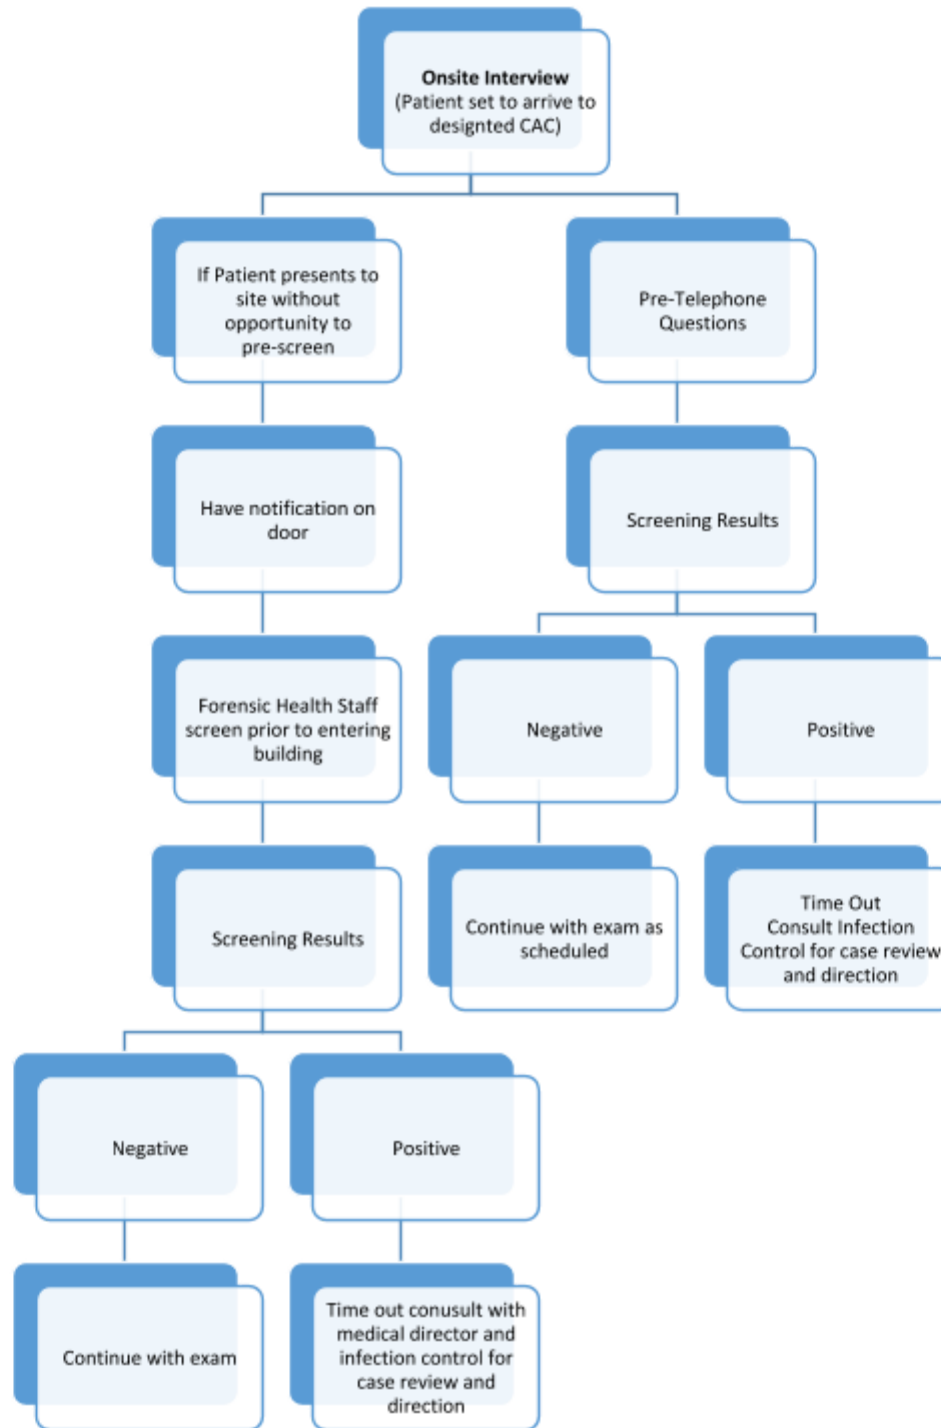 Onsite Interview
(Patient set to arrive to
designted CAC)
If Patient presents to
site without
opportunity to
pre-screen
Pre-Telephone
Questions
Have notification on
door
Screening Results
Forensic Health Staff
screen prior to entering
building
Negative
Positive
Screening Results
Continue with exam as
scheduled
Time Out
Consult Infection
Control for case review
and direction
Negative
Positive
Continue with exam
Time out conusult with
medical director and
infection control for
case review and
direction